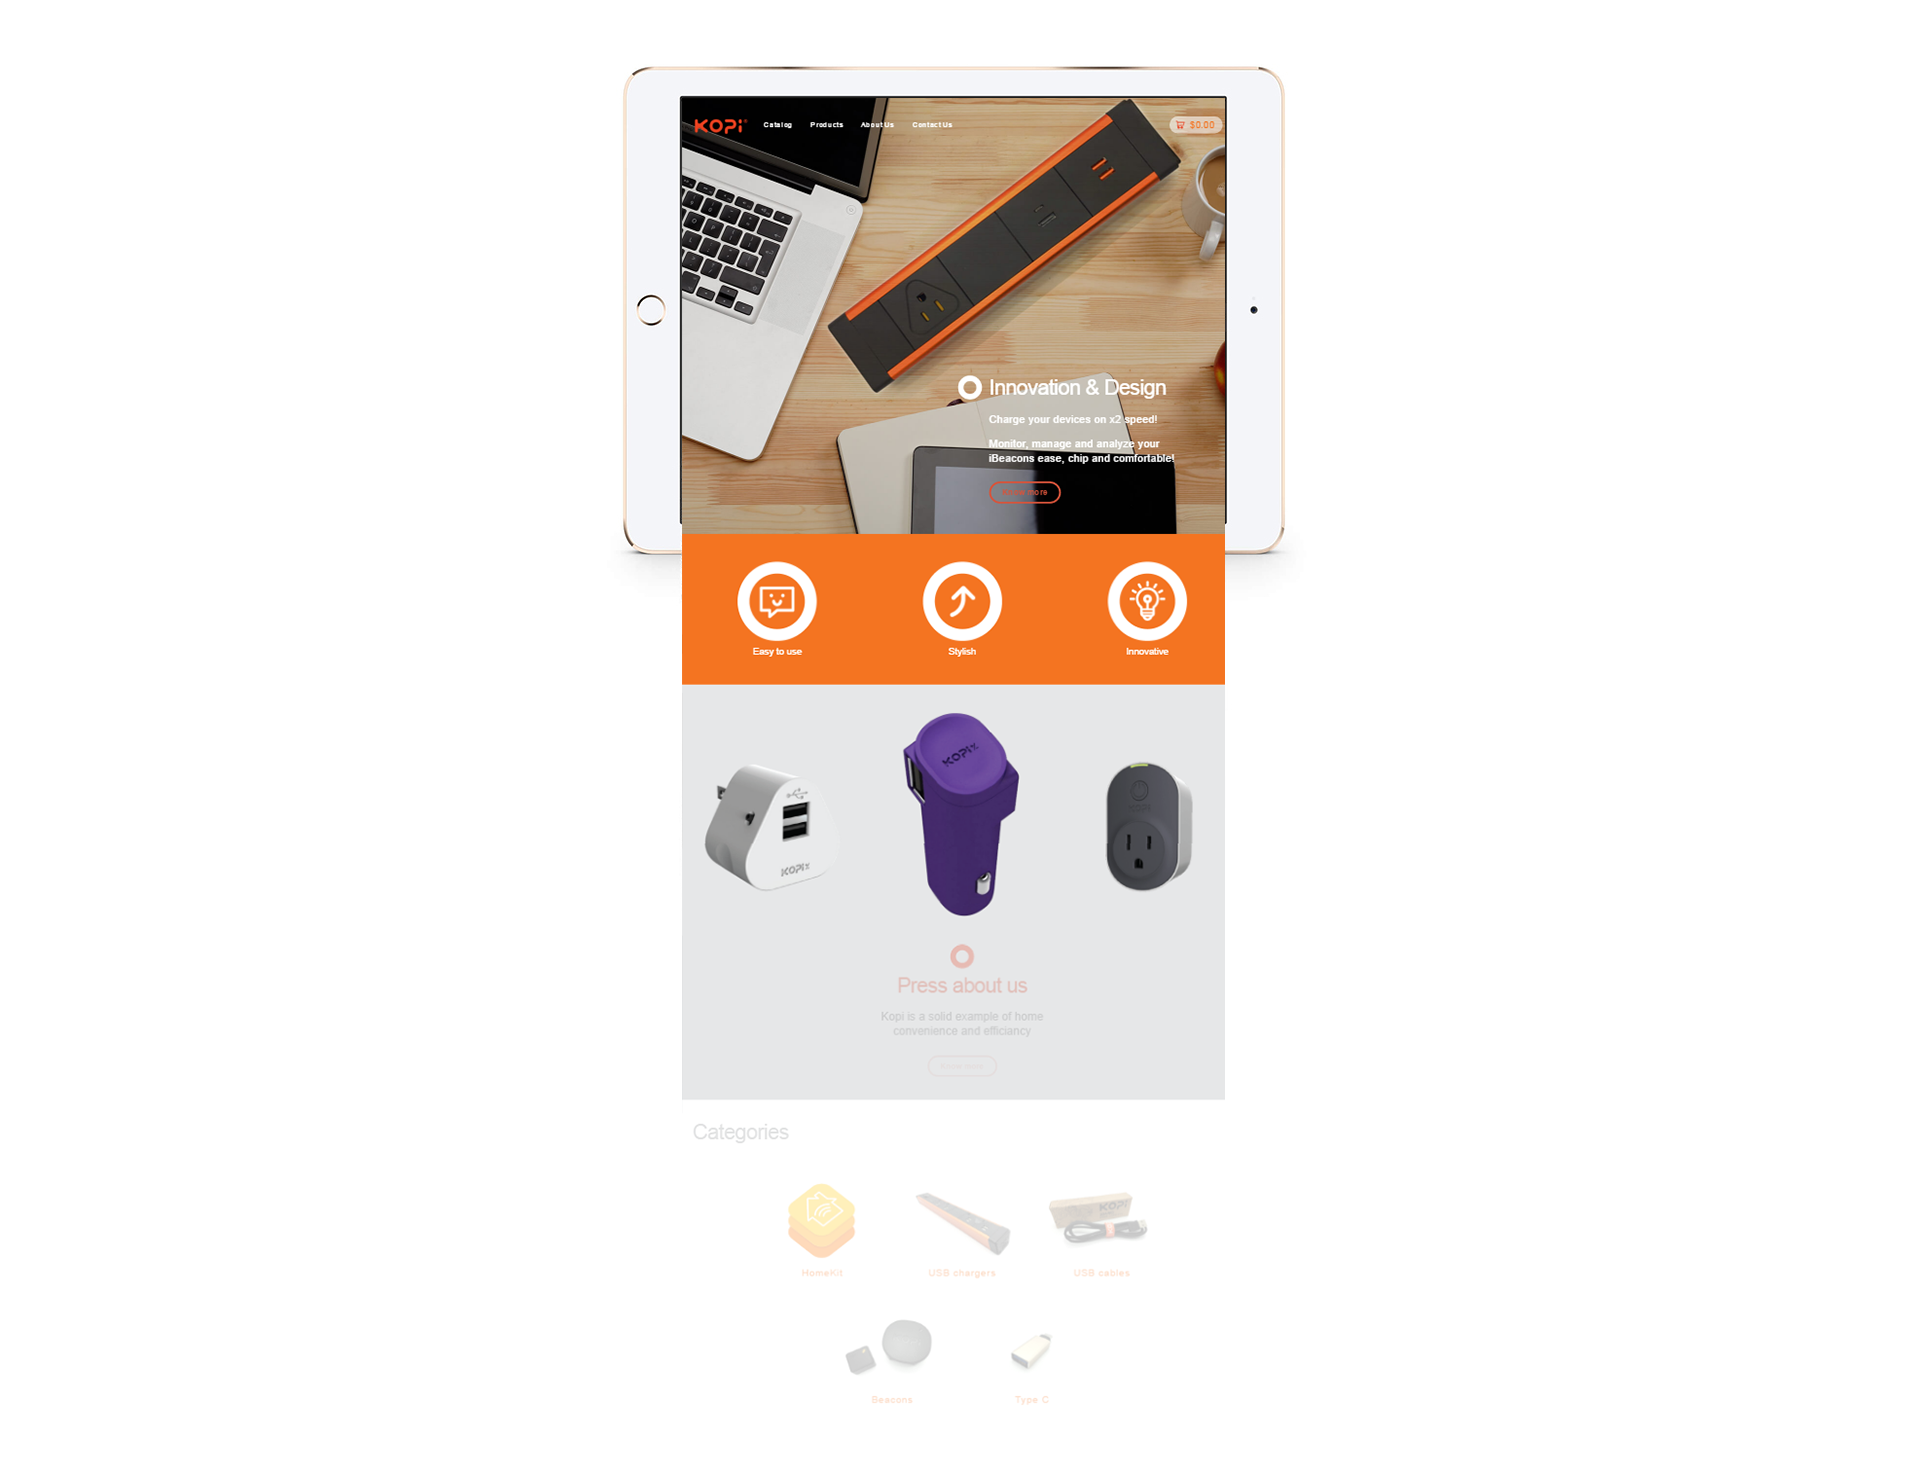 KOPi
Catalog Products About Us Contact Us
$0.00
Innovation & Design
Charge your devices on x2 speed!
Monitor, manage and analyze your
iBeacons ease, chip and comfortable!
more
Easy to use
Stylish
Innovative
KOPi
KOPi
Press about us
Kopi is a solid example of home
convenience and efficiancy
Categories
KOPi
HomeKit
USB chargers
USB cables
Beacons
Type C